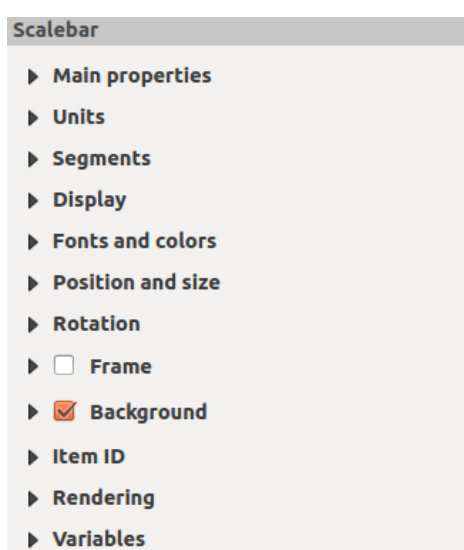 Scalebar
Main properties
Units
Segments
Display
Fonts and colors
Position and size
Rotation
Frame
Background
Item ID
Rendering
Variables